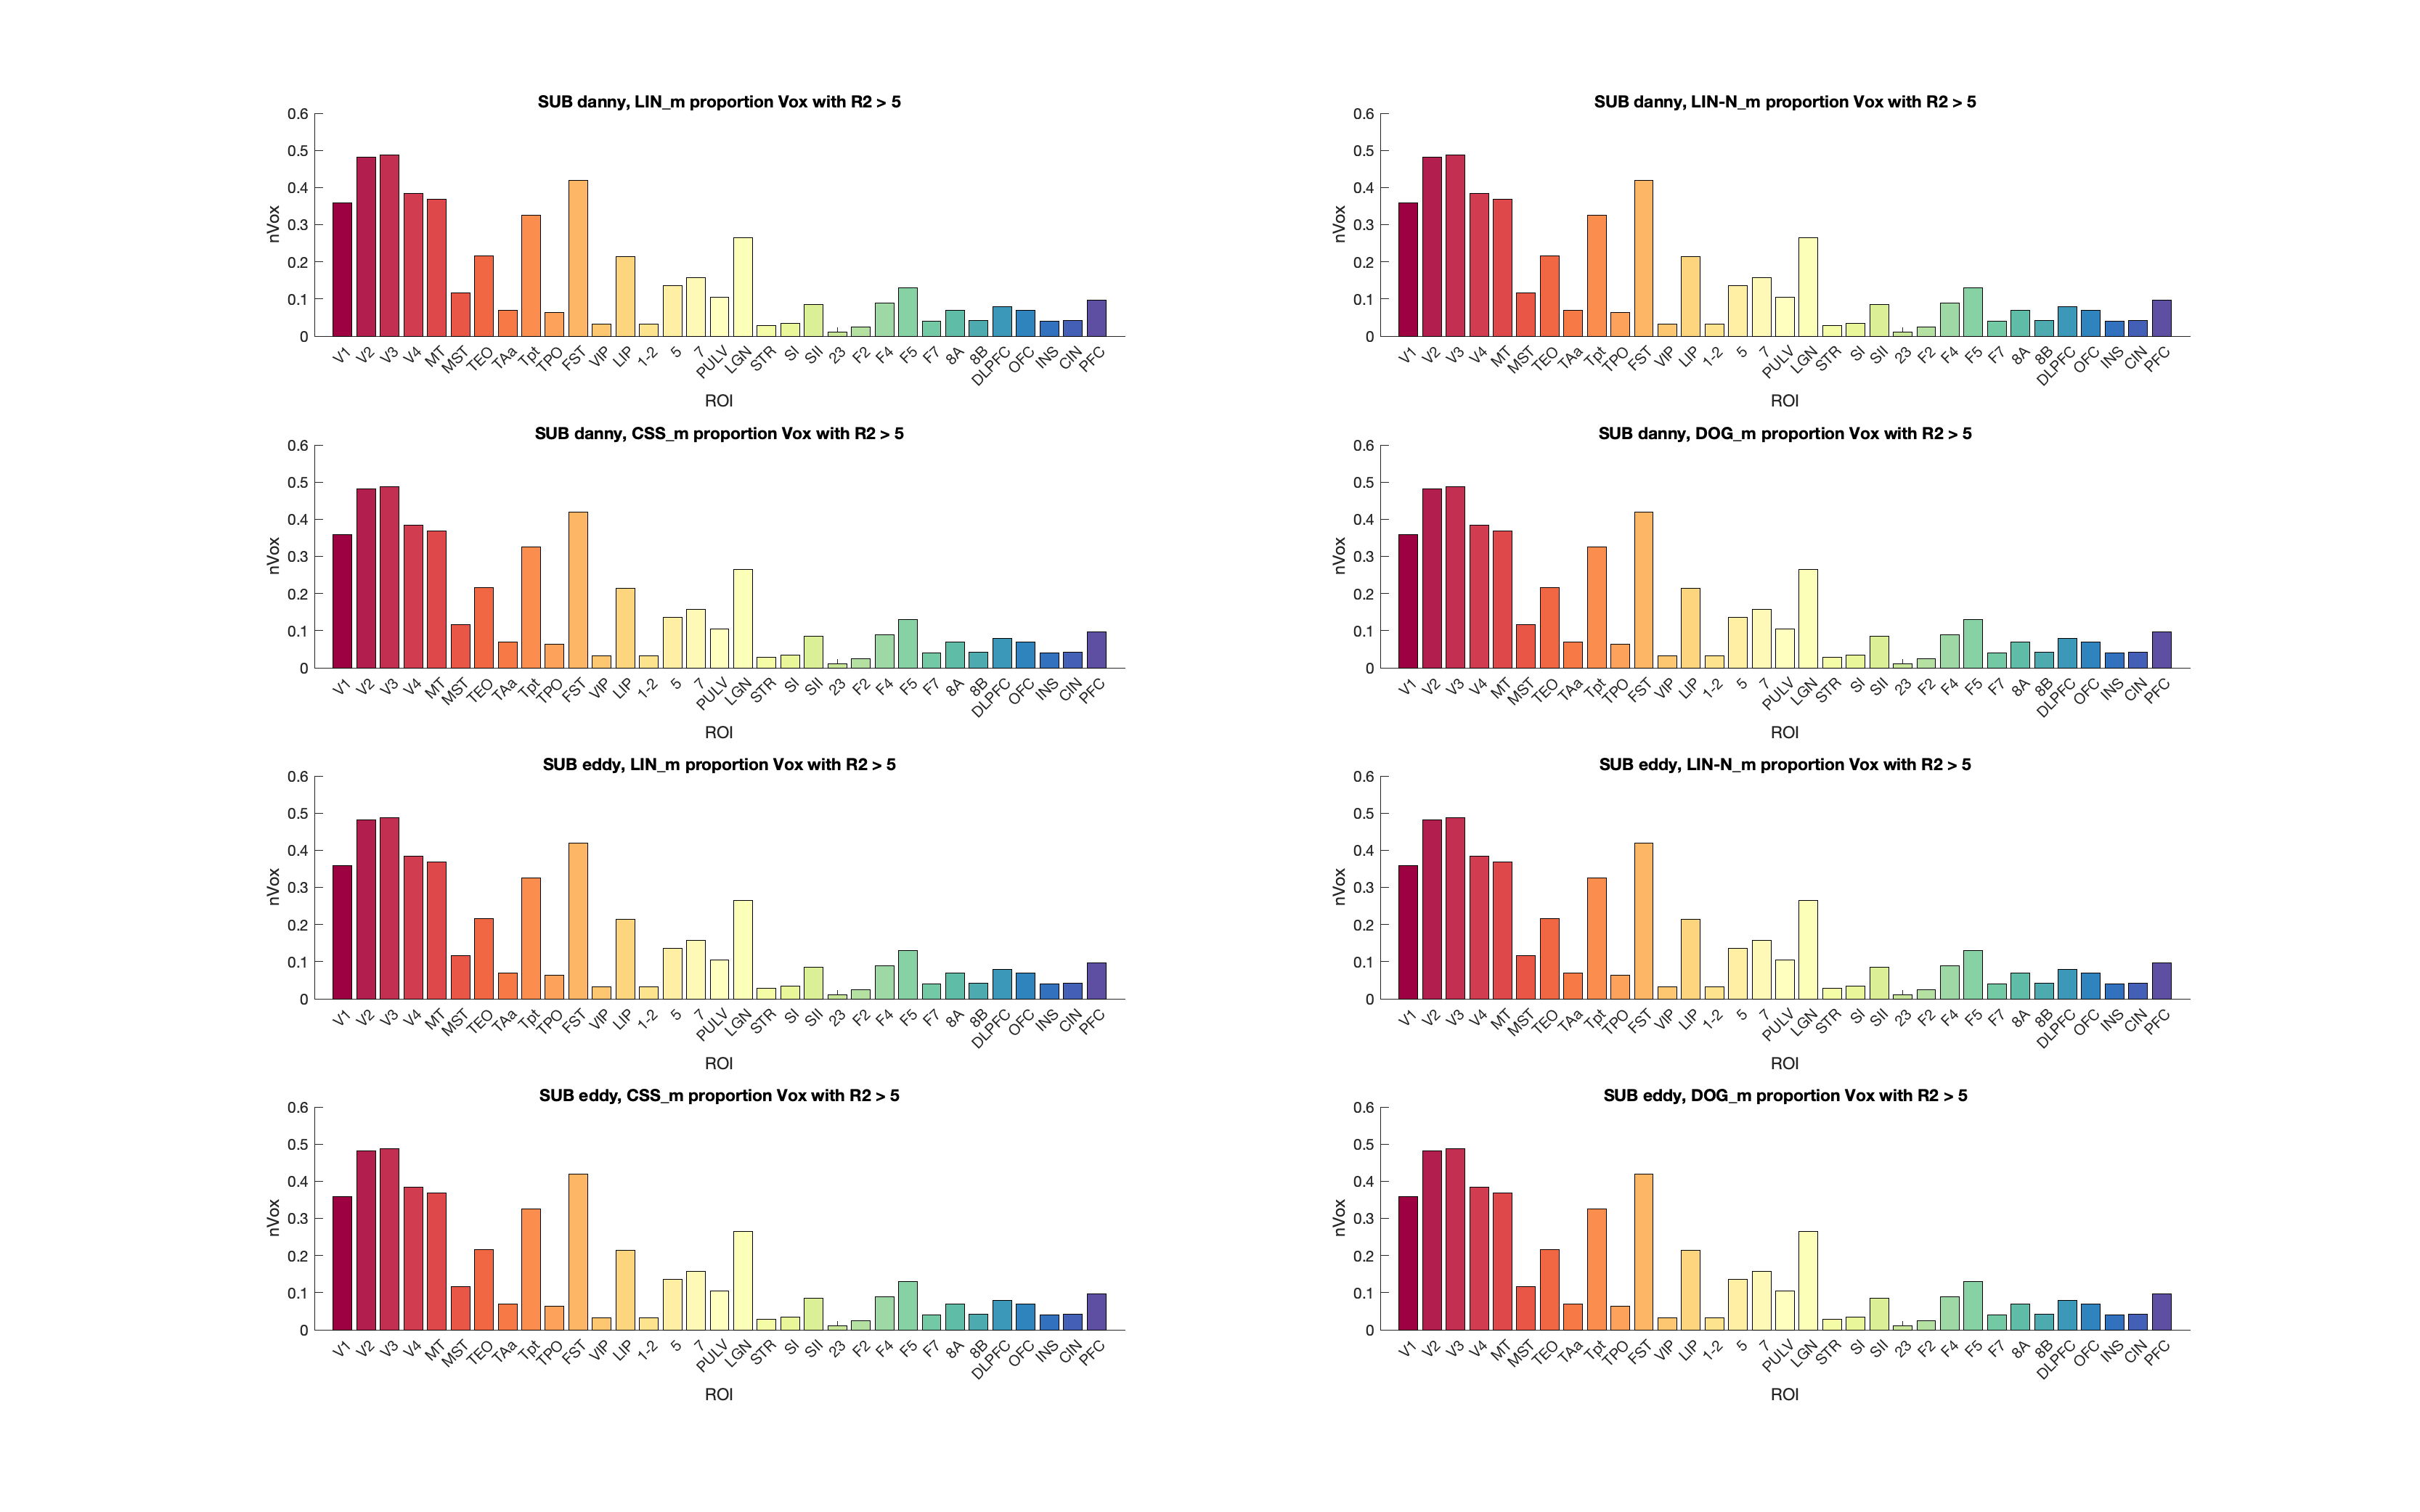 SUB danny, LIN_m proportion Vox with R2 > 5
0.6
0.5
0.4
0.3
0.2
0.1
0
nVox
V1 V2 V3 V4 MT MST TEO TAa Tpt TPO FST VIP LIP 1-2 5 7 PULV LGN STR SI SII 23 F2 F4 F5 F7 8A 8B DLPFC OFC INS CIN PFC
ROI
SUB danny, LIN-N_m proportion Vox with R2 > 5
0.6
0.5
0.4
0.3
0.2
0.1
0
nVox
V1 V2 V3 V4 MT MST TEO TAa Tpt TPO FST VIP LIP 1-2 5 7 PULV LGN STR SI SII 23 F2 F4 F5 F7 8A 8B DLPFC OFC INS CIN PFC
ROI
SUB danny, CSS_m proportion Vox with R2 > 5
0.6
0.5
0.4
0.3
0.2
0.1
0
nVox
V1 V2 V3 V4 MT MST TEO TAa Tpt TPO FST VIP LIP 1-2 5 7 PULV LGN STR SI SII 23 F2 F4 F5 F7 8A 8B DLPFC OFC INS CIN PFC
ROI
SUB danny, DOG_m proportion Vox with R2 > 5
0.6
0.5
0.4
0.3
0.2
0.1
0
nVox
V1 V2 V3 V4 MT MST TEO TAa Tpt TPO FST VIP LIP 1-2 5 7 PULV LGN STR SI SII 23 F2 F4 F5 F7 8A 8B DLPFC OFC INS CIN PFC
ROI
SUB eddy, LIN_m proportion Vox with R2 > 5
0.6
0.5
0.4
0.3
0.2
0.1
0
nVox
V1 V2 V3 V4 MT MST TEO TAa Tpt TPO FST VIP LIP 1-2 5 7 PULV LGN STR SI SII 23 F2 F4 F5 F7 8A 8B DLPFC OFC INS CIN PFC
ROI
SUB eddy, LIN-N_m proportion Vox with R2 > 5
0.6
0.5
0.4
0.3
0.2
0.1
0
nVox
V1 V2 V3 V4 MT MST TEO TAa Tpt TPO FST VIP LIP 1-2 5 7 PULV LGN STR SI SII 23 F2 F4 F5 F7 8A 8B DLPFC OFC INS CIN PFC
ROI
SUB eddy, CSS_m proportion Vox with R2 > 5
0.6
0.5
0.4
0.3
0.2
0.1
0
nVox
V1 V2 V3 V4 MT MST TEO TAa Tpt TPO FST VIP LIP 1-2 5 7 PULV LGN STR SI SII 23 F2 F4 F5 F7 8A 8B DLPFC OFC INS CIN PFC
ROI
SUB eddy, DOG_m proportion Vox with R2 > 5
0.6
0.5
0.4
0.3
0.2
0.1
0
nVox
V1 V2 V3 V4 MT MST TEO TAa Tpt TPO FST VIP LIP 1-2 5 7 PULV LGN STR SI SII 23 F2 F4 F5 F7 8A 8B DLPFC OFC INS CIN PFC
ROI